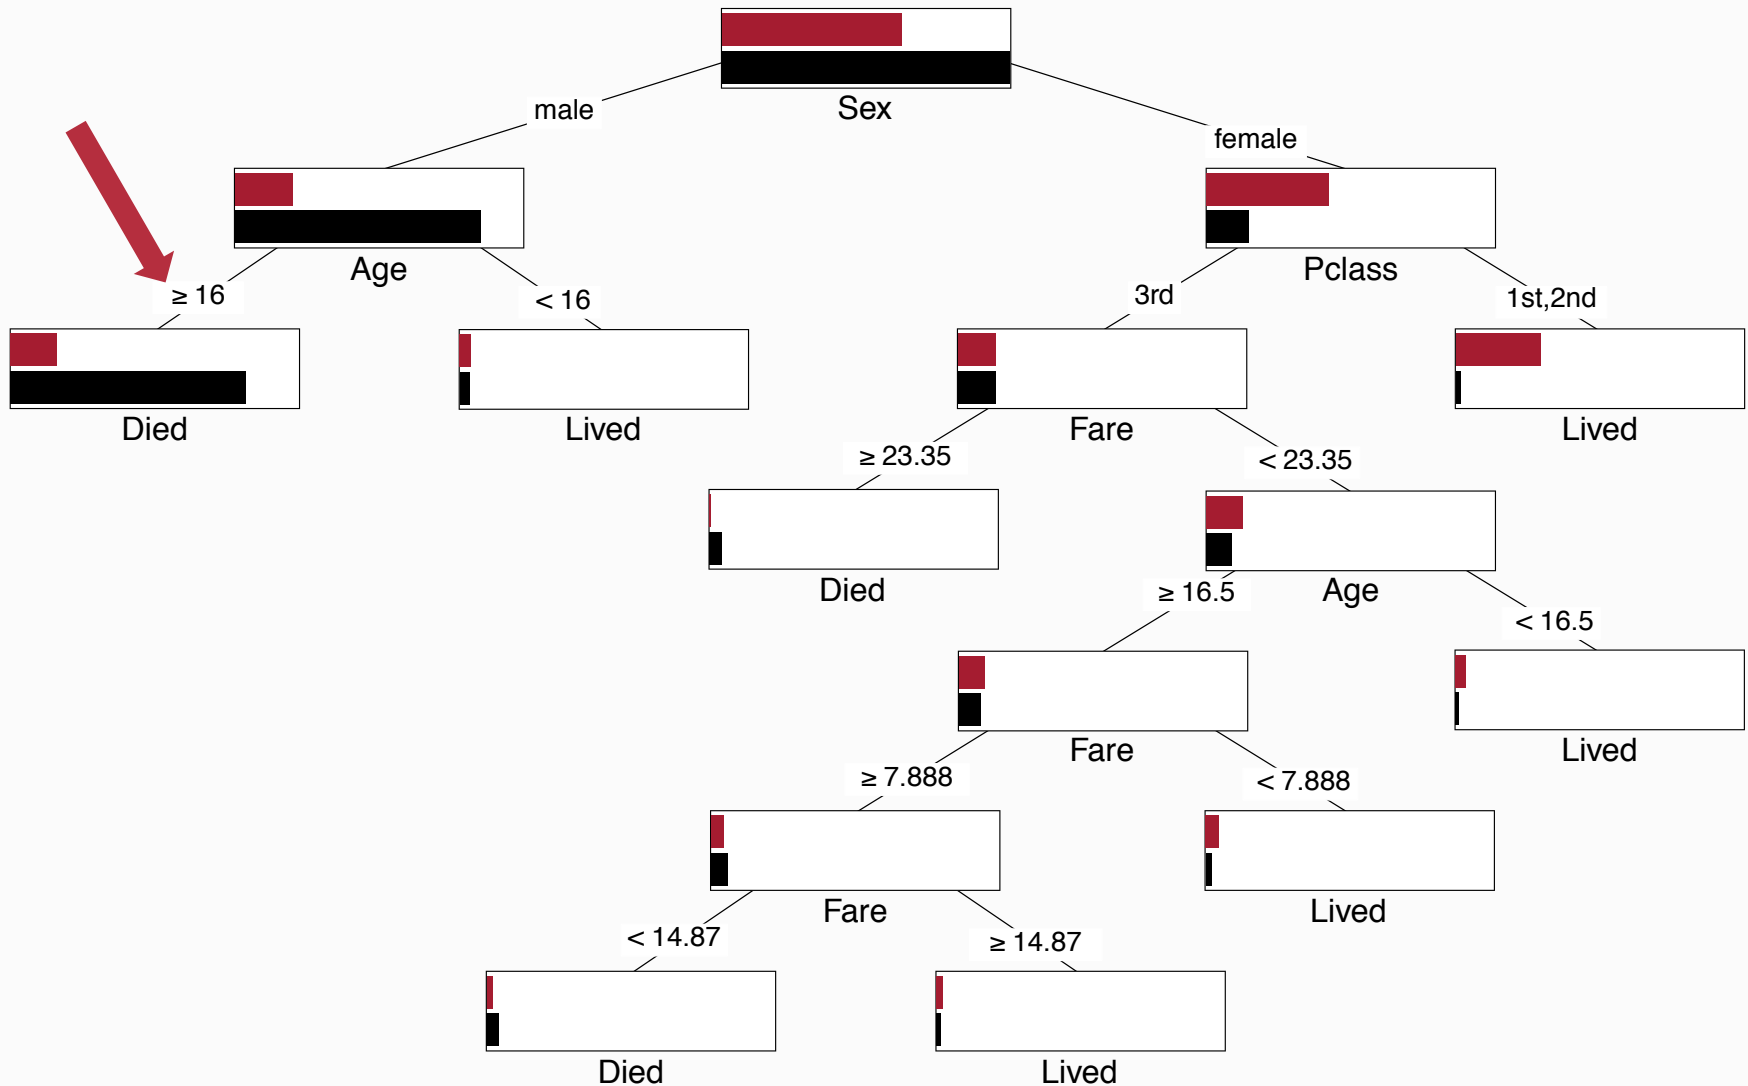 Sex
male
female
Age
Pclass
≥ 16
< 16
3rd
1st,2nd
Died
Lived
Fare
Lived
≥ 23.35
< 23.35
Died
Age
≥ 16.5
< 16.5
Fare
Lived
≥ 7.888
< 7.888
Fare
Lived
< 14.87
≥ 14.87
Died
Lived